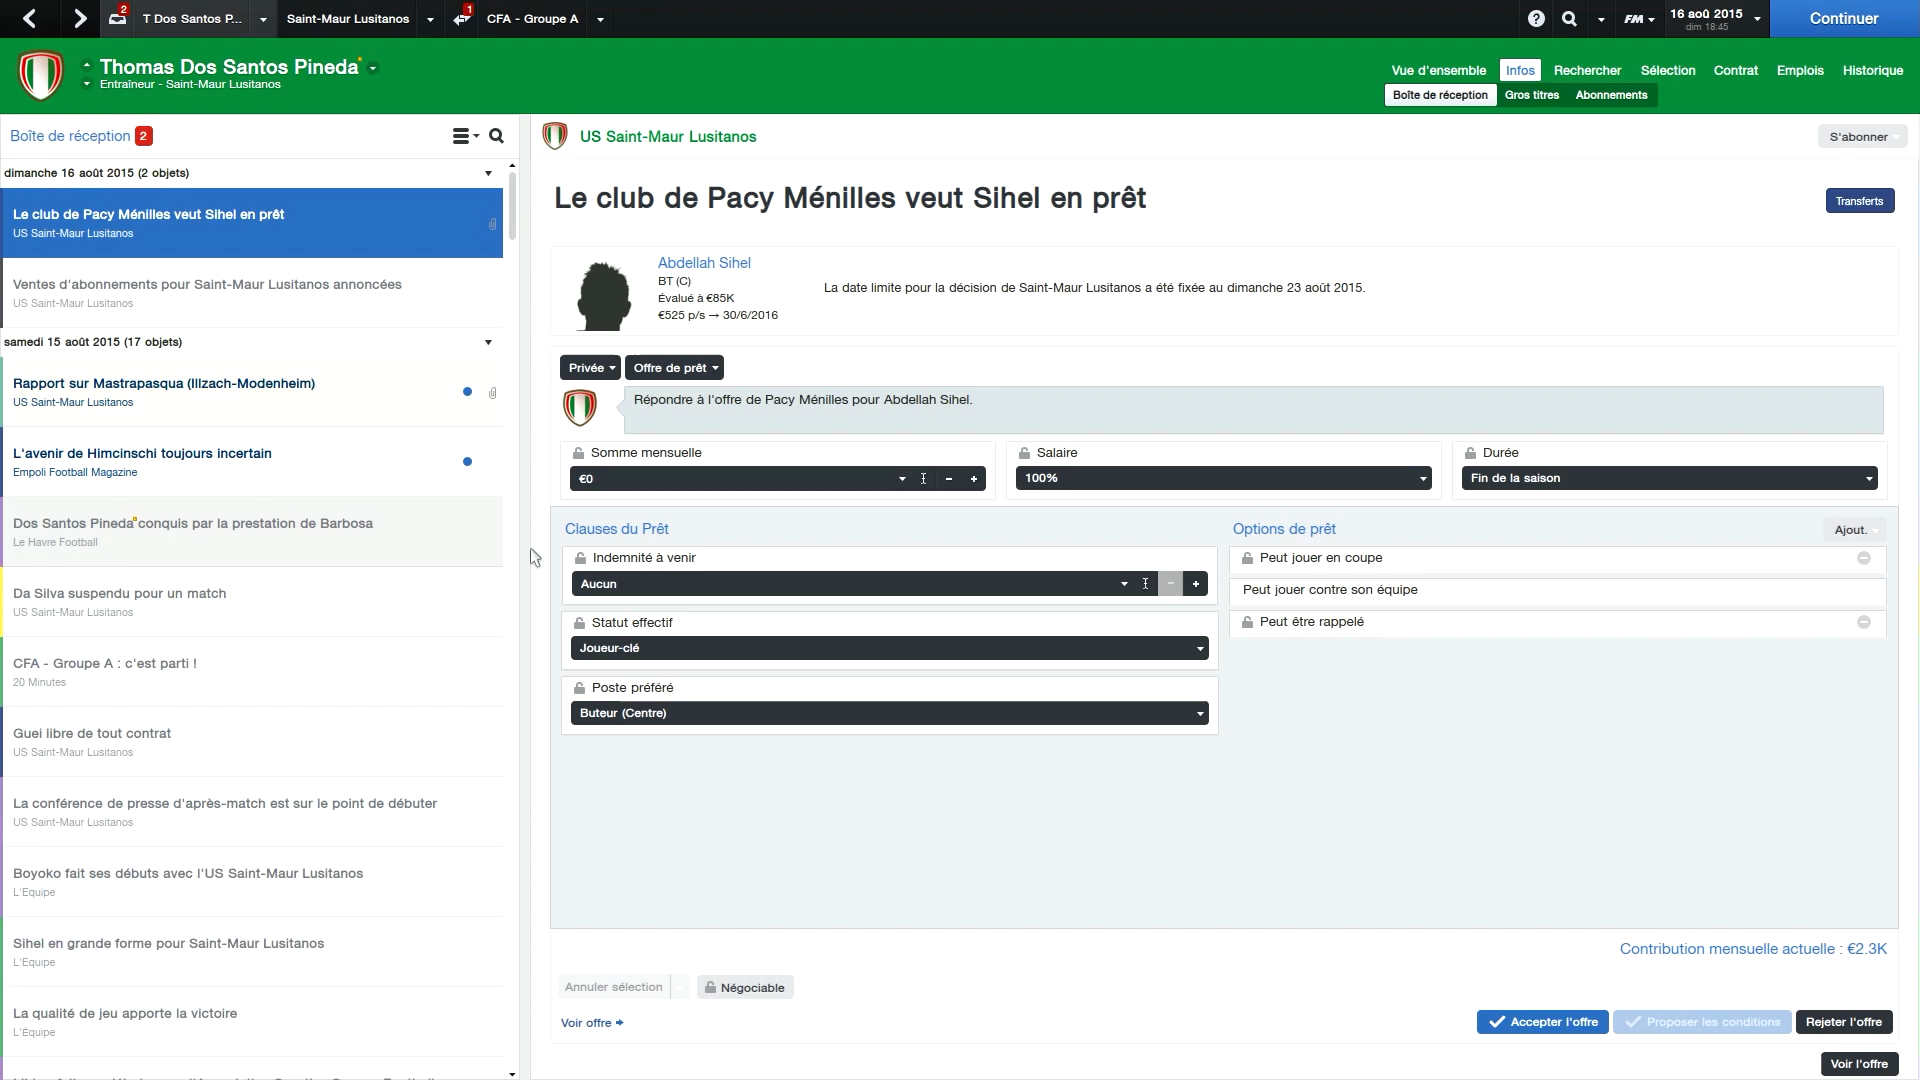 2
T Dos Santos P...
Saint-Maur Lusitanos
1
CFA - Groupe A
?
FM
16 aoû 2015
dim 18:45
Continuer
Thomas Dos Santos Pineda
Entraîneur - Saint-Maur Lusitanos
Vue d'ensemble
Infos
Rechercher
Sélection
Contrat
Emplois
Historique
Boîte de réception
Gros titres
Abonnements
Boîte de réception 2
dimanche 16 août 2015 (2 objets)
Le club de Pacy Ménilles veut Sihel en prêt
US Saint-Maur Lusitanos
Ventes d'abonnements pour Saint-Maur Lusitanos annoncées
US Saint-Maur Lusitanos
samedi 15 août 2015 (17 objets)
Rapport sur Mastrapasqua (Illzach-Modenheim)
US Saint-Maur Lusitanos
L'avenir de Himcinschi toujours incertain
Empoli Football Magazine
Dos Santos Pineda conquis par la prestation de Barbosa
Le Havre Football
Da Silva suspendu pour un match
US Saint-Maur Lusitanos
CFA - Groupe A : c'est parti !
20 Minutes
Guei libre de tout contrat
US Saint-Maur Lusitanos
La conférence de presse d'après-match est sur le point de débuter
US Saint-Maur Lusitanos
Boyoko fait ses débuts avec l'US Saint-Maur Lusitanos
L'Equipe
Sihel en grande forme pour Saint-Maur Lusitanos
L'Equipe
La qualité de jeu apporte la victoire
L'Équipe
US Saint-Maur Lusitanos
S'abonner
Le club de Pacy Ménilles veut Sihel en prêt
Transferts
Abdellah Sihel
BT (C)
Évalué à €85K
€525 p/s → 30/6/2016
La date limite pour la décision de Saint-Maur Lusitanos a été fixée au dimanche 23 août 2015.
Privée
Offre de prêt
Répondre à l'offre de Pacy Ménilles pour Abdellah Sihel.
Somme mensuelle
€0
Salaire
100%
Durée
Fin de la saison
Clauses du Prêt
Indemnité à venir
Aucun
Statut effectif
Joueur-clé
Poste préféré
Buteur (Centre)
Options de prêt
Ajout.
Peut jouer en coupe
Peut jouer contre son équipe
Peut être rappelé
Contribution mensuelle actuelle : €2.3K
Annuler sélection
Négociable
Voir offre
Accepter l'offre
Proposer les conditions
Rejeter l'offre
Voir l'offre